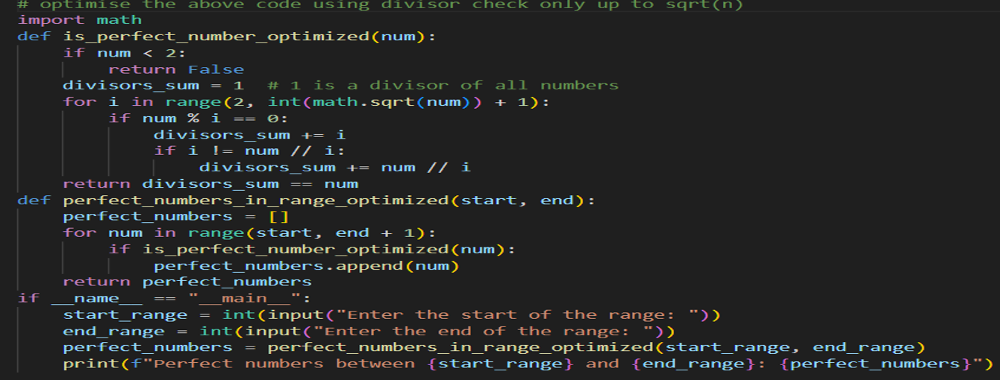 # optimise the above code using divisor check only up to sqrt(n)
import math
def is_perfect_number_optimized(num):
    if num < 2:
        return False
    divisors_sum = 1  # 1 is a divisor of all numbers
    for i in range(2, int(math.sqrt(num)) + 1):
        if num % i == 0:
            divisors_sum += i
            if i != num // i:
                divisors_sum += num // i
    return divisors_sum == num
def perfect_numbers_in_range_optimized(start, end):
    perfect_numbers = []
    for num in range(start, end + 1):
        if is_perfect_number_optimized(num):
            perfect_numbers.append(num)
    return perfect_numbers
if __name__ == "__main__":
    start_range = int(input("Enter the start of the range: "))
    end_range = int(input("Enter the end of the range: "))
    perfect_numbers = perfect_numbers_in_range_optimized(start_range, end_range)
    print(f"Perfect numbers between {start_range} and {end_range}: {perfect_numbers}")